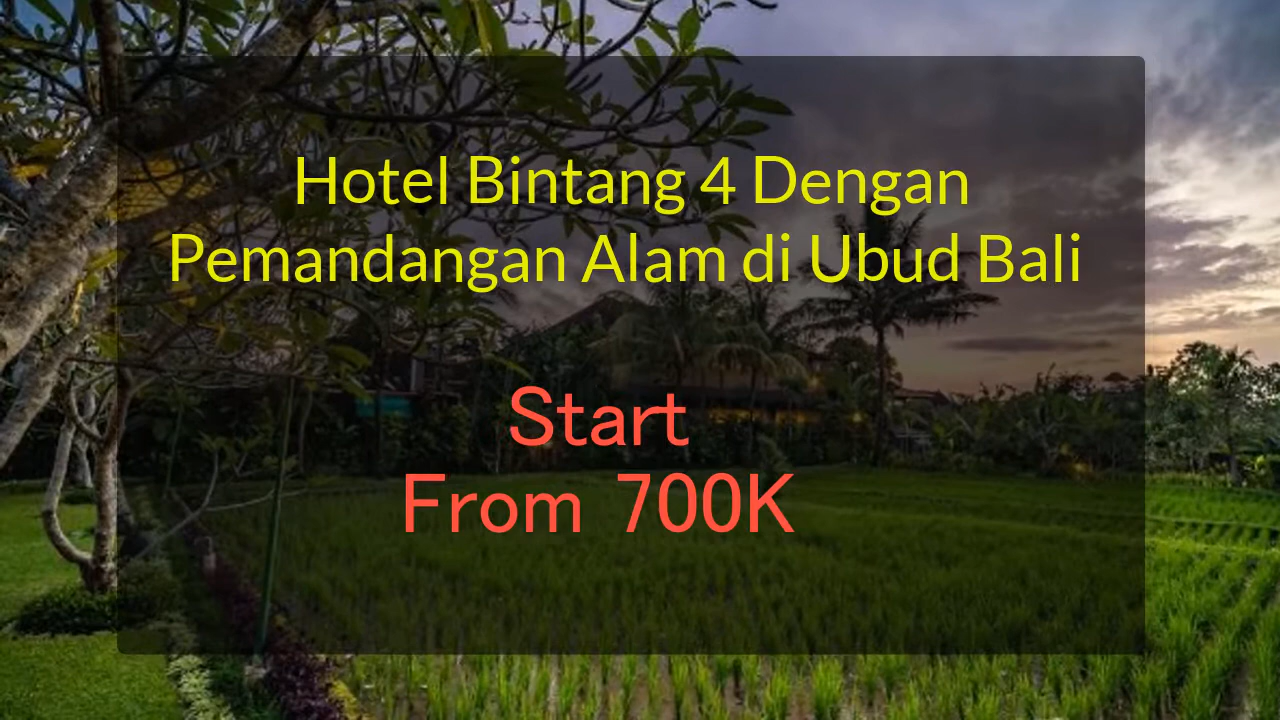 Hotel Bintang 4 Dengan
Pemandangan Alam di Ubud Bali
Start
From 700K